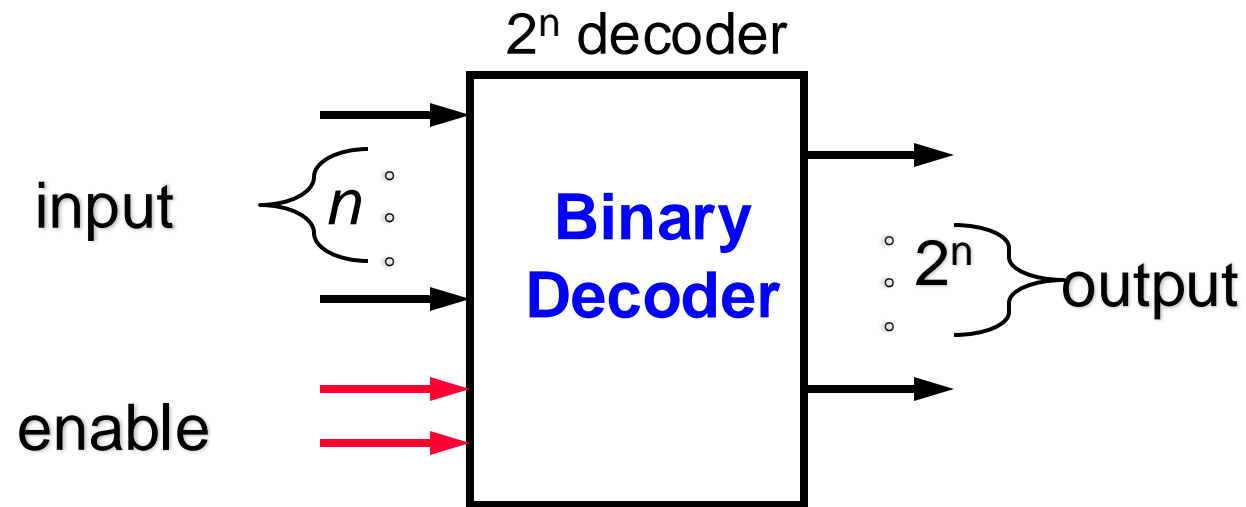 2ⁿ decoder
input
n
Binary
Decoder
2ⁿ
output
enable